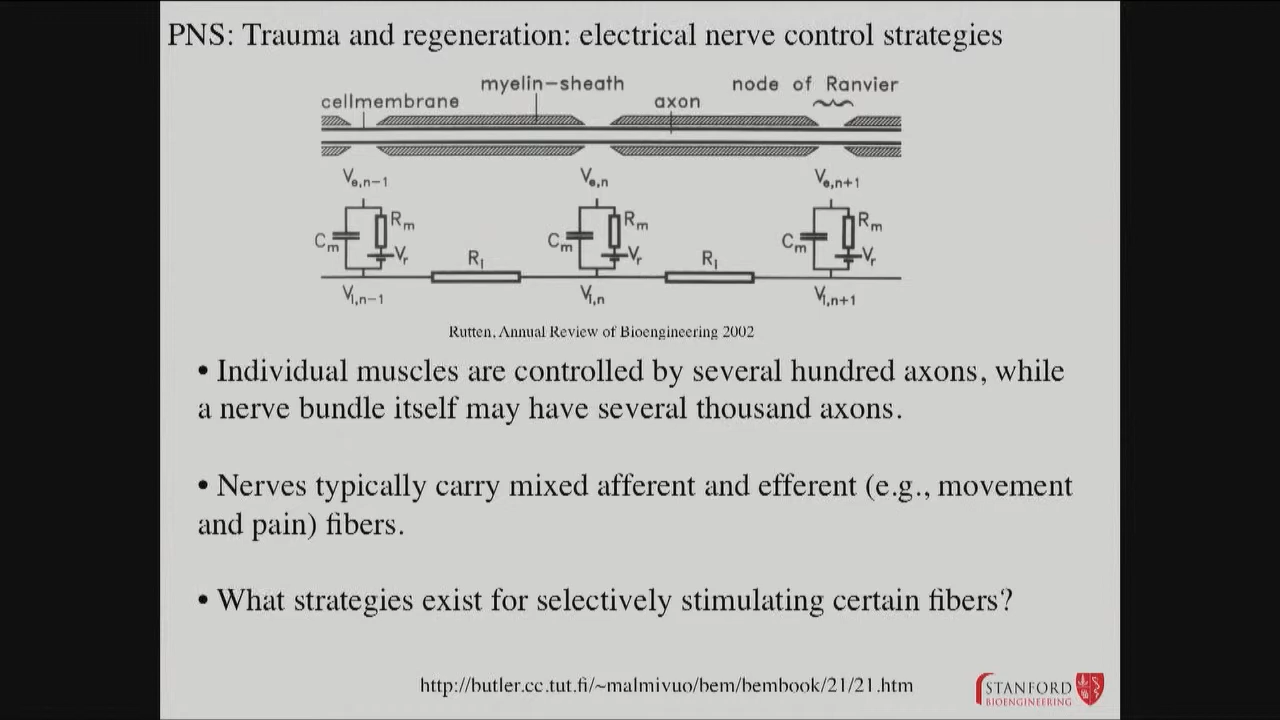 PNS: Trauma and regeneration: electrical nerve control strategies
myelin-sheath
node of Ranvier
cellmembrane
axon
Ve,n-1
Ve,n
Ve,n+1
Cm
Rm
Vr
Cm
Rm
Vr
Cm
Rm
Vr
Ri
Ri
Vi,n-1
Vi,n
Vi,n+1
Rutten, Annual Review of Bioengineering 2002
• Individual muscles are controlled by several hundred axons, while
a nerve bundle itself may have several thousand axons.
• Nerves typically carry mixed afferent and efferent (e.g., movement
and pain) fibers.
• What strategies exist for selectively stimulating certain fibers?
http://butler.cc.tut.fi/~malmivuo/bem/bembook/21/21.htm
STANFORD
BIOENGINEERING